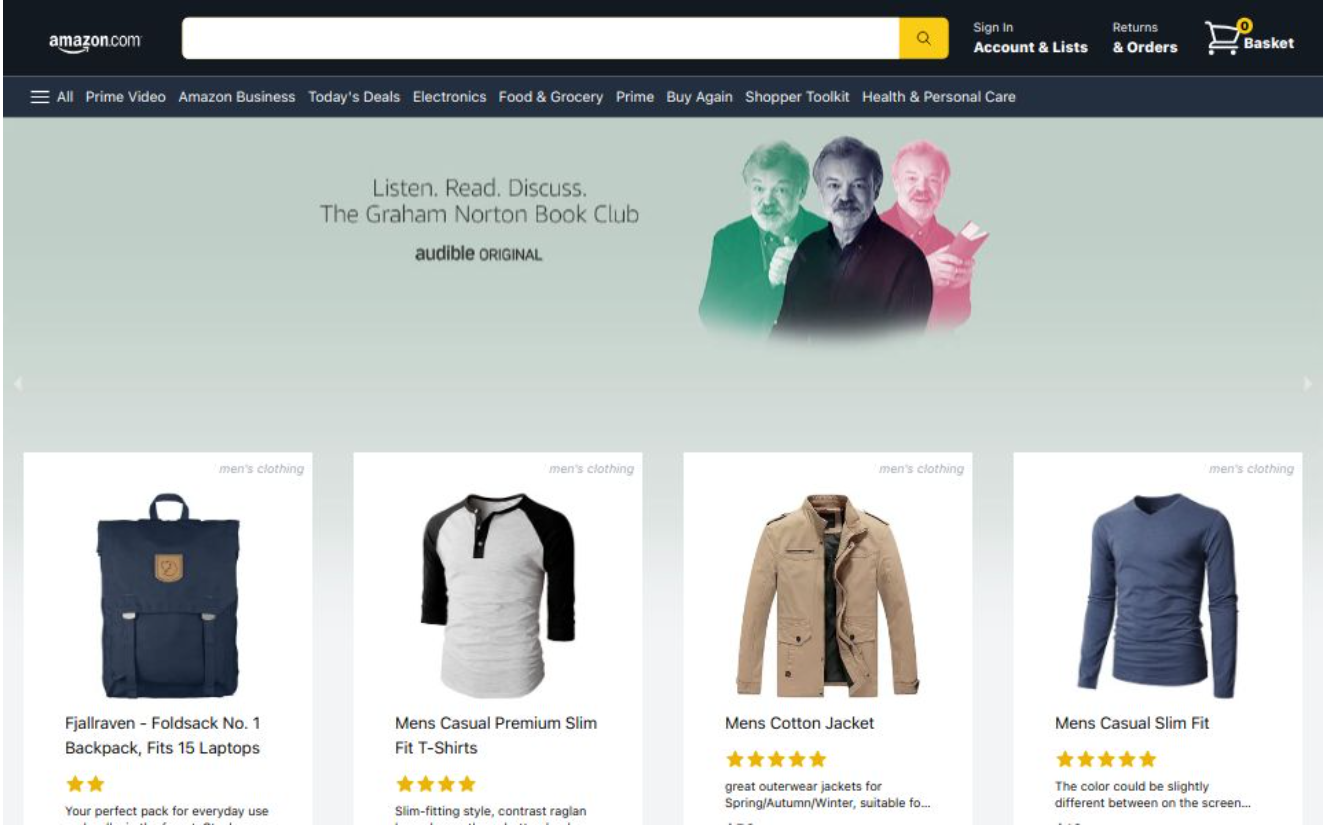 amazon.com
Sign In
Account & Lists
Returns
& Orders
0
Basket
All Prime Video Amazon Business Today's Deals Electronics Food & Grocery Prime Buy Again Shopper Toolkit Health & Personal Care
Listen. Read. Discuss.
The Graham Norton Book Club
audible ORIGINAL
men's clothing
Fjallraven - Foldsack No. 1
Backpack, Fits 15 Laptops
Your perfect pack for everyday use
men's clothing
Mens Casual Premium Slim
Fit T-Shirts
Slim-fitting style, contrast raglan
men's clothing
Mens Cotton Jacket
great outerwear jackets for
Spring/Autumn/Winter, suitable fo...
men's clothing
Mens Casual Slim Fit
The color could be slightly
different between on the screen...